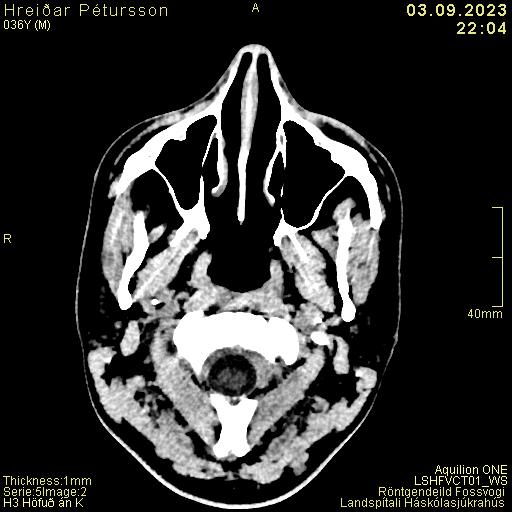 Hreiðar Pétursson
036Y (M)
A
03.09.2023
22:04
R
40mm
Thickness:1mm
Serie:5Image:2
H3 Höfuð án K
Aquilion ONE
LSHFVCT01_WS
Röntgendeild Fossvogi
Landspítali Háskólasjúkrahús